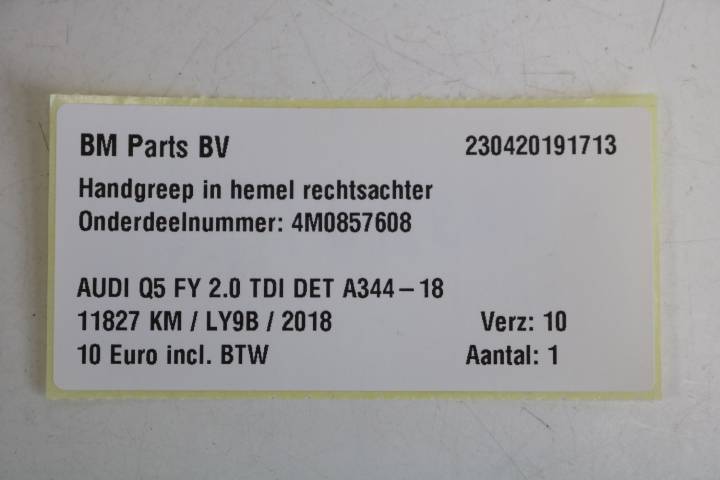 BM Parts BV 230420191713
Handgreep in hemel rechtsachter
Onderdeelnummer: 4M0857608
AUDI Q5 FY 2.0 TDI DET A344-18
11827 KM / LY9B / 2018 Verz: 10
10 Euro incl. BTW Aantal: 1